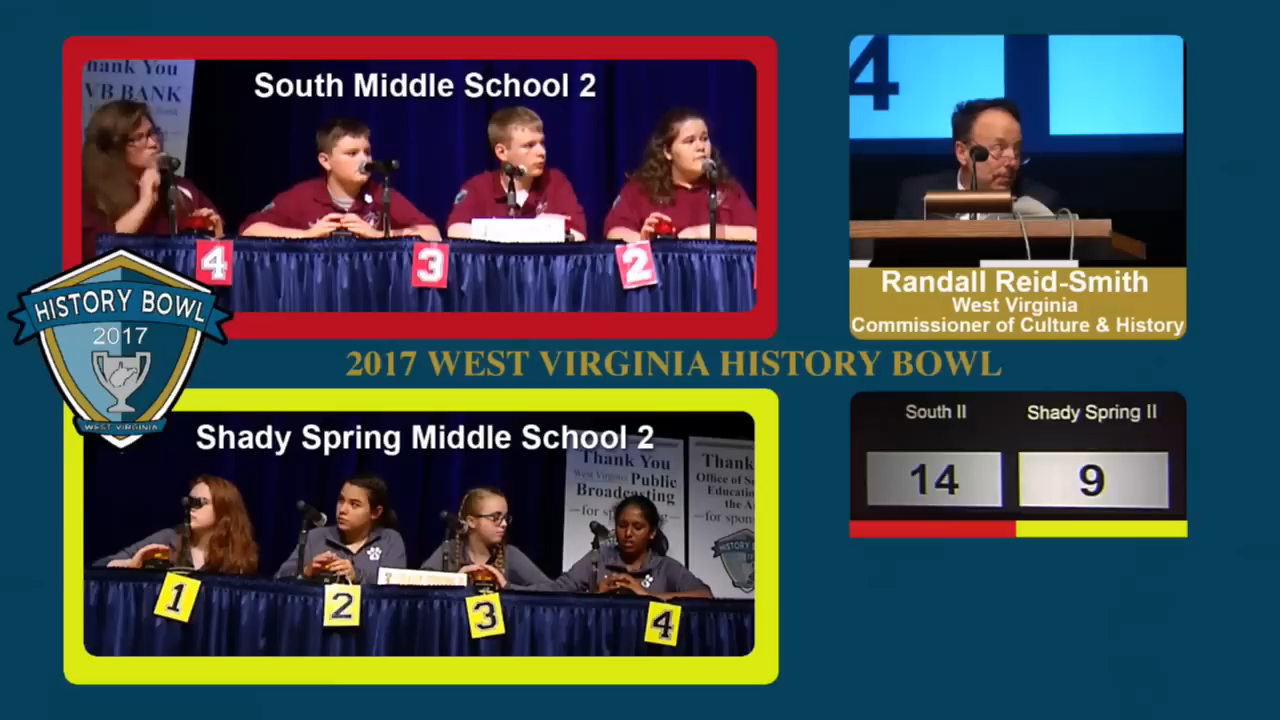 hank You
VB BANK
South Middle School 2
4
3
2
4
Randall Reid-Smith
West Virginia
Commissioner of Culture & History
HISTORY BOWL
2017
WEST VIRGINIA
2017 WEST VIRGINIA HISTORY BOWL
Shady Spring Middle School 2
Thank You
West Virginia Public
Broadcasting
for sp
Thank
Office of S
Educatio
the A
for spon
HISTORY BO
1
2
3
4
South II
Shady Spring II
14
9